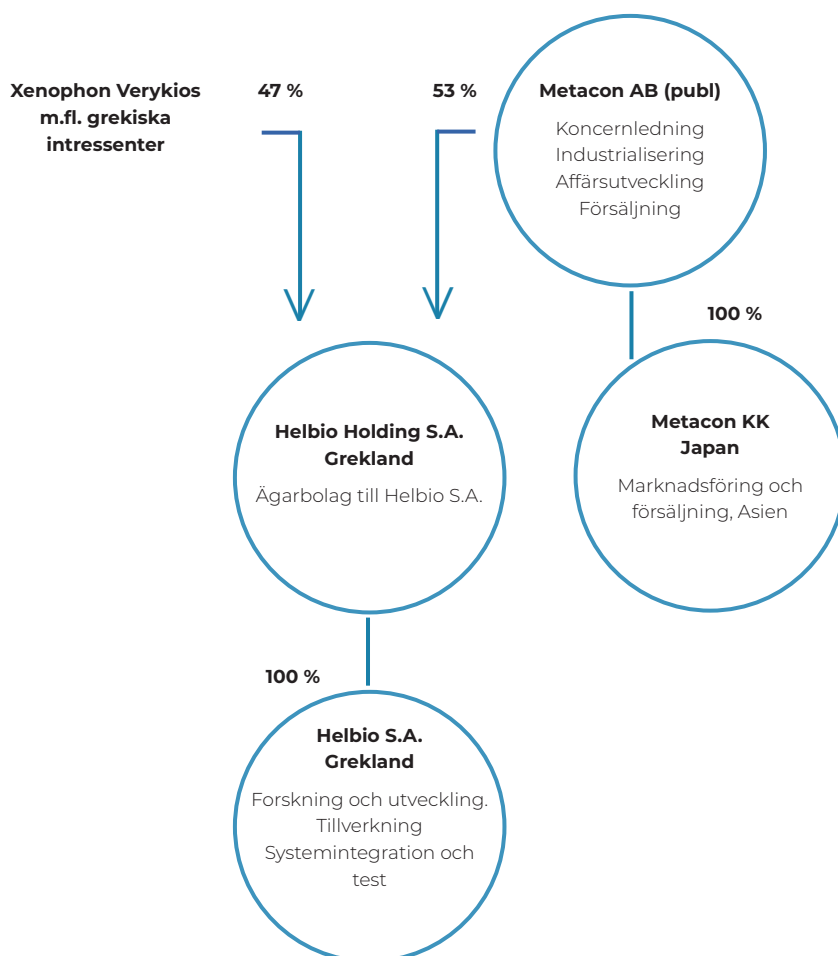 Xenophon Verykios
m.fl. grekiska
intressenter
47 %
53 %
Metacon AB (publ)
Koncernledning
Industrialisering
Affärsutveckling
Försäljning
100 %
Helbio Holding S.A.
Grekland
Ägarbolag till Helbio S.A.
Metacon KK
Japan
Marknadsföring och
försäljning, Asien
100 %
Helbio S.A.
Grekland
Forskning och utveckling.
Tillverkning
Systemintegration och
test